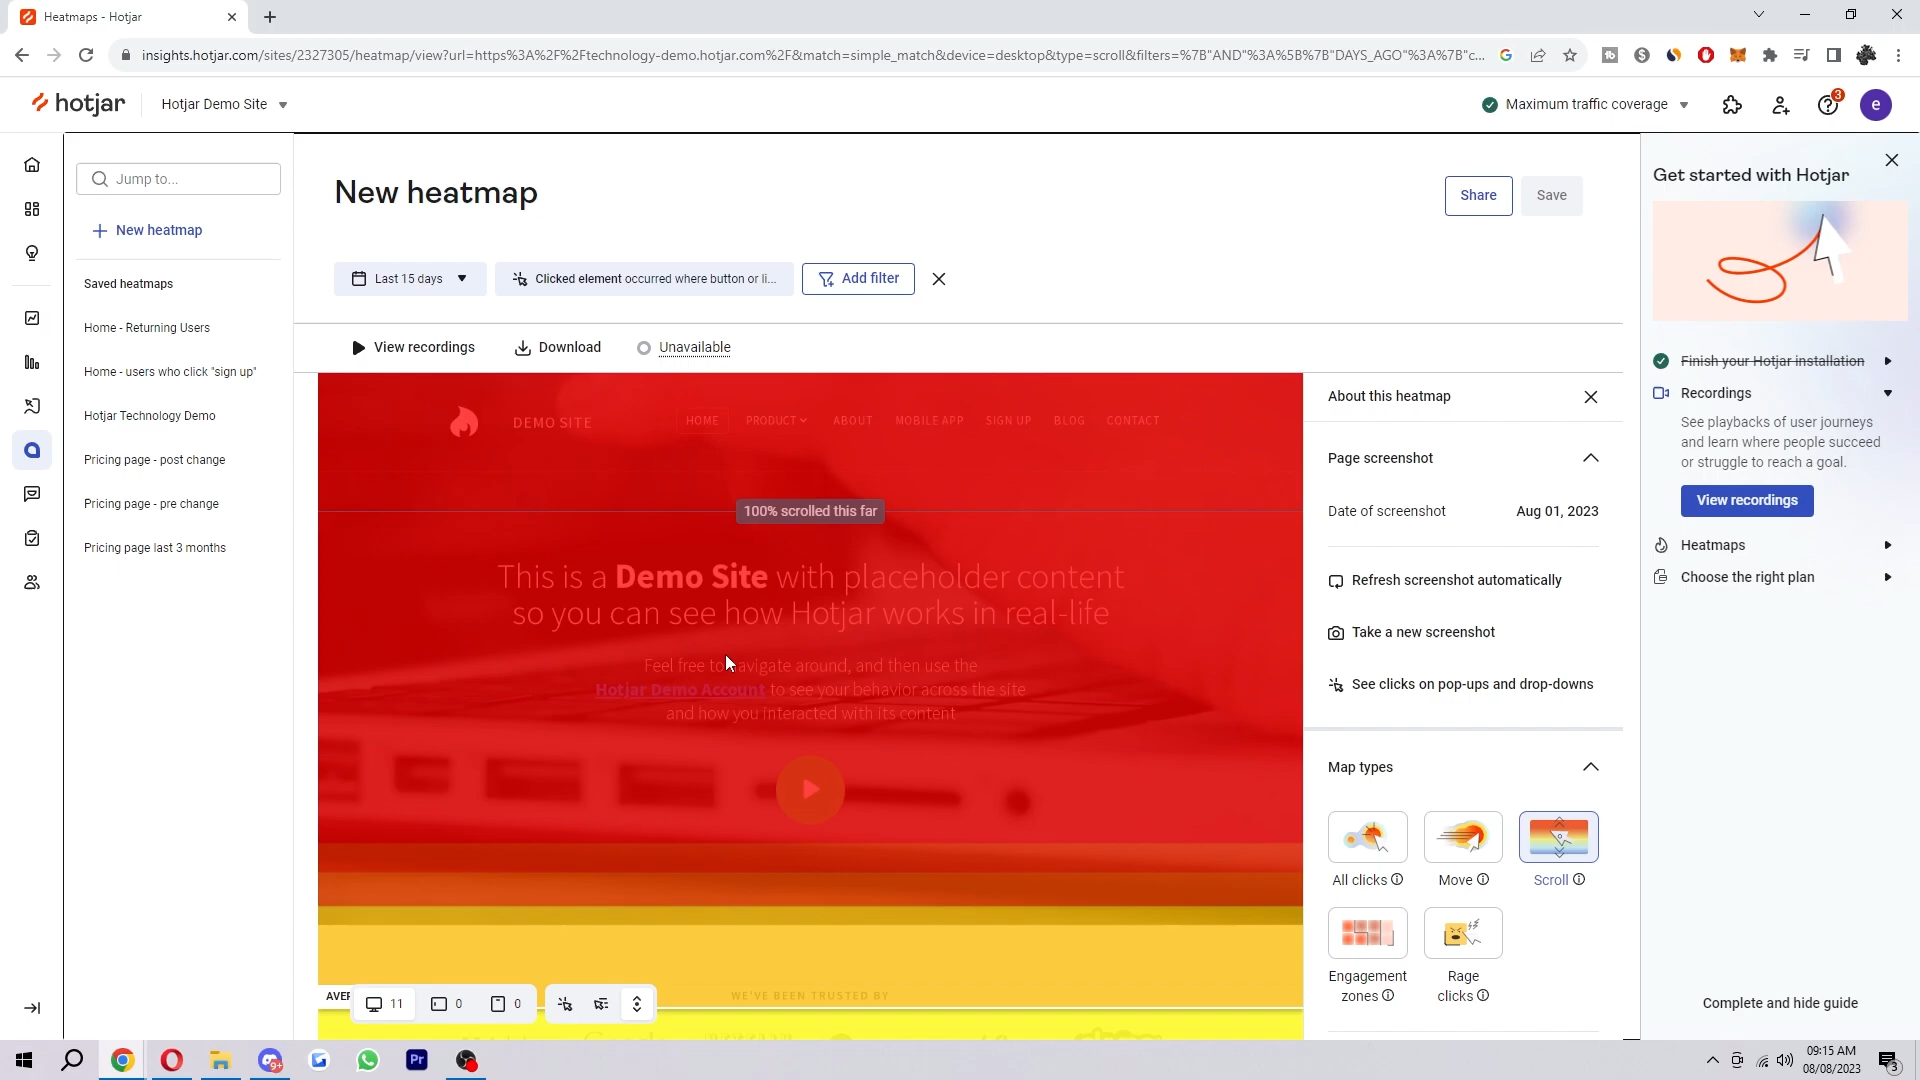 Heatmaps - Hotjar
insights.hotjar.com/sites/2327305/heatmap/view?url=https%3A%2F%2Ftechnology-demo.hotjar.com%2F&match=simple_match&device=desktop&type=scroll&filters=%7B"AND"%3A%5B%7B"DAYS_AGO"%3A%7B"c...
hotjar
Hotjar Demo Site
Maximum traffic coverage
3
e
Jump to...
New heatmap
Saved heatmaps
Home - Returning Users
Home - users who click "sign up"
Hotjar Technology Demo
Pricing page - post change
Pricing page - pre change
Pricing page last 3 months
New heatmap
Share
Save
Last 15 days
Clicked element occurred where button or li...
Add filter
View recordings
Download
Unavailable
DEMO SITE
HOME
PRODUCT
ABOUT
MOBILE APP
SIGN UP
BLOG
CONTACT
100% scrolled this far
This is a Demo Site with placeholder content
so you can see how Hotjar works in real-life
Feel free to navigate around, and then use the
Hotjar Demo Account to see your behavior across the site
and how you interacted with its content
WE'VE BEEN TRUSTED BY
11
0
0
About this heatmap
Page screenshot
Date of screenshot
Aug 01, 2023
Refresh screenshot automatically
Take a new screenshot
See clicks on pop-ups and drop-downs
Map types
All clicks
Move
Scroll
Engagement
zones
Rage
clicks
Get started with Hotjar
Finish your Hotjar installation
Recordings
See playbacks of user journeys
and learn where people succeed
or struggle to reach a goal.
View recordings
Heatmaps
Choose the right plan
Complete and hide guide
9+
Pr
09:15 AM
08/08/2023
3